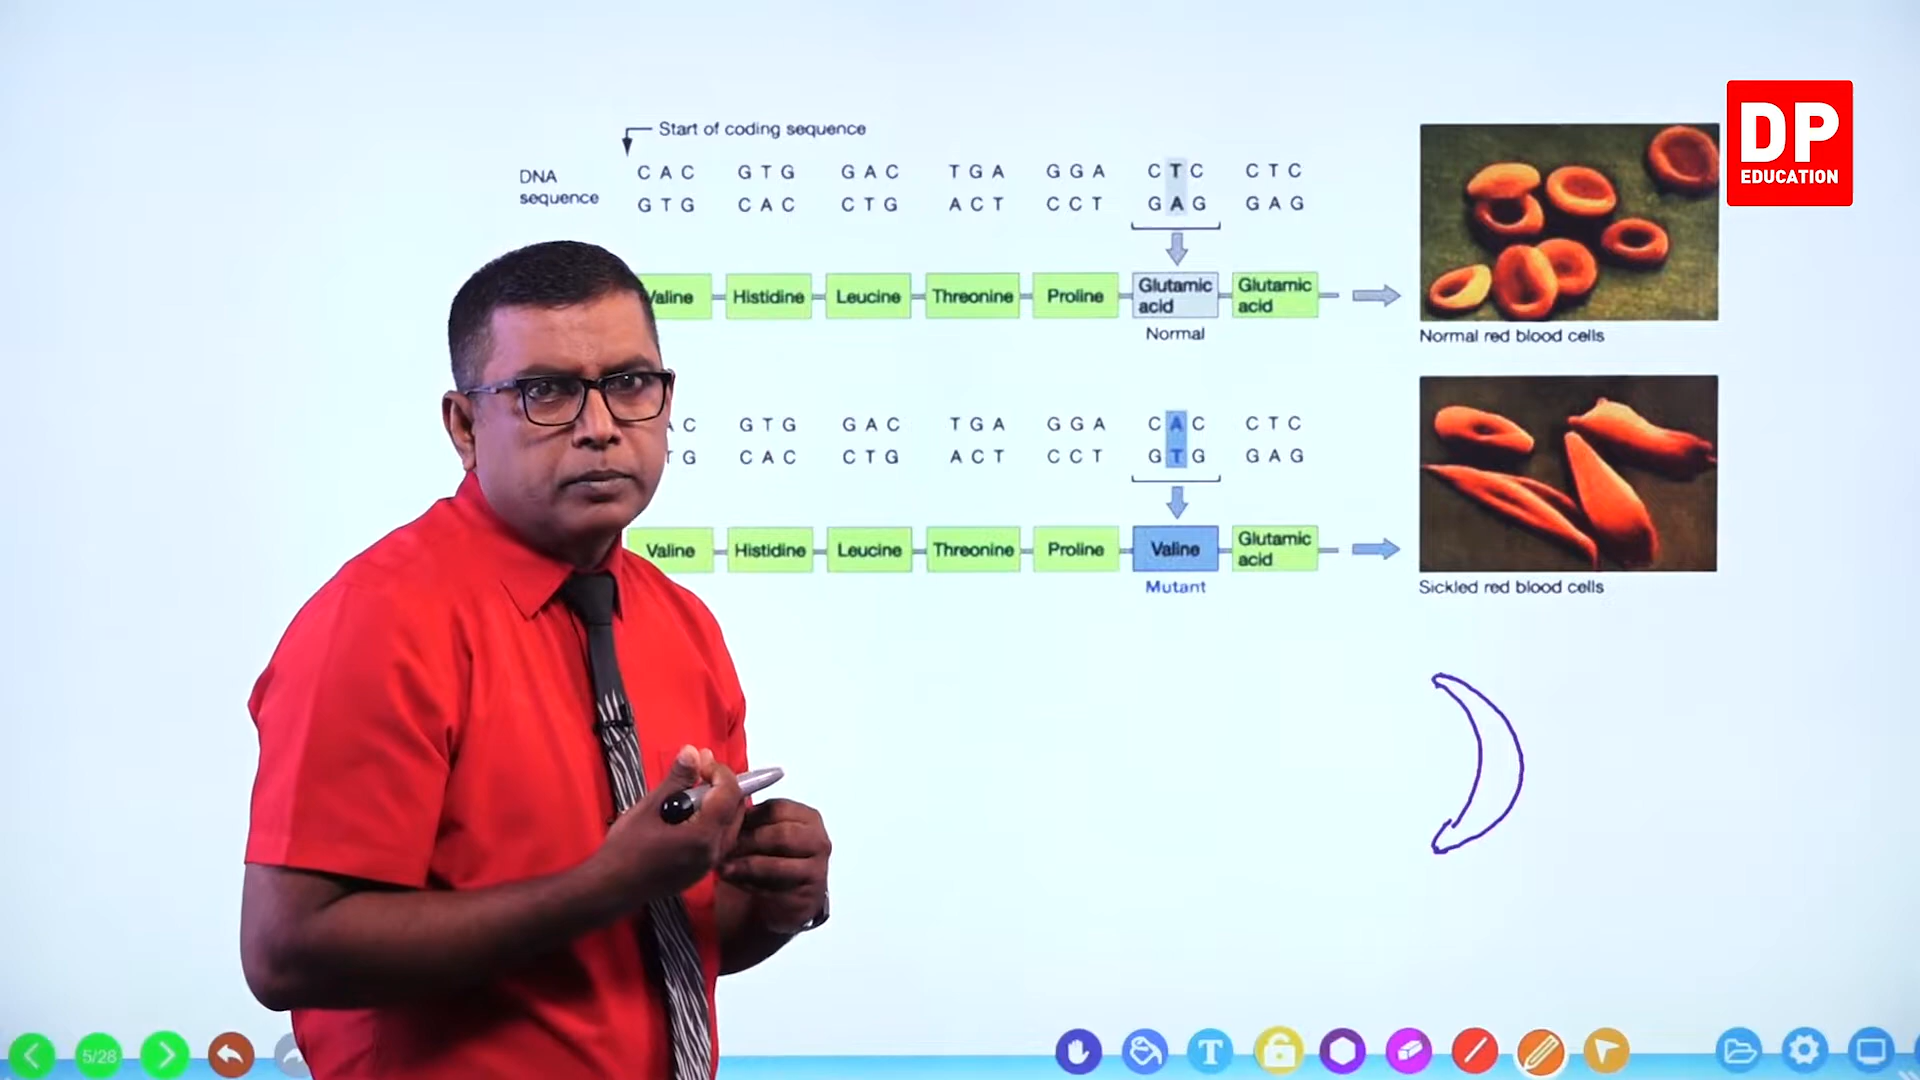 DP
EDUCATION
Start of coding sequence
DNA
sequence
C A C G T G G A C T G A G G A C T C C T C
G T G C A C C T G A C T C C T G A G G A G
Valine Histidine Leucine Threonine Proline Glutamic acid Glutamic acid
Normal
Normal red blood cells
A C G T G G A C T G A G G A C A C C T C
T G C A C C T G A C T C C T G T G G A G
Valine Histidine Leucine Threonine Proline Valine Glutamic acid
Mutant
Sickled red blood cells
5/28
T